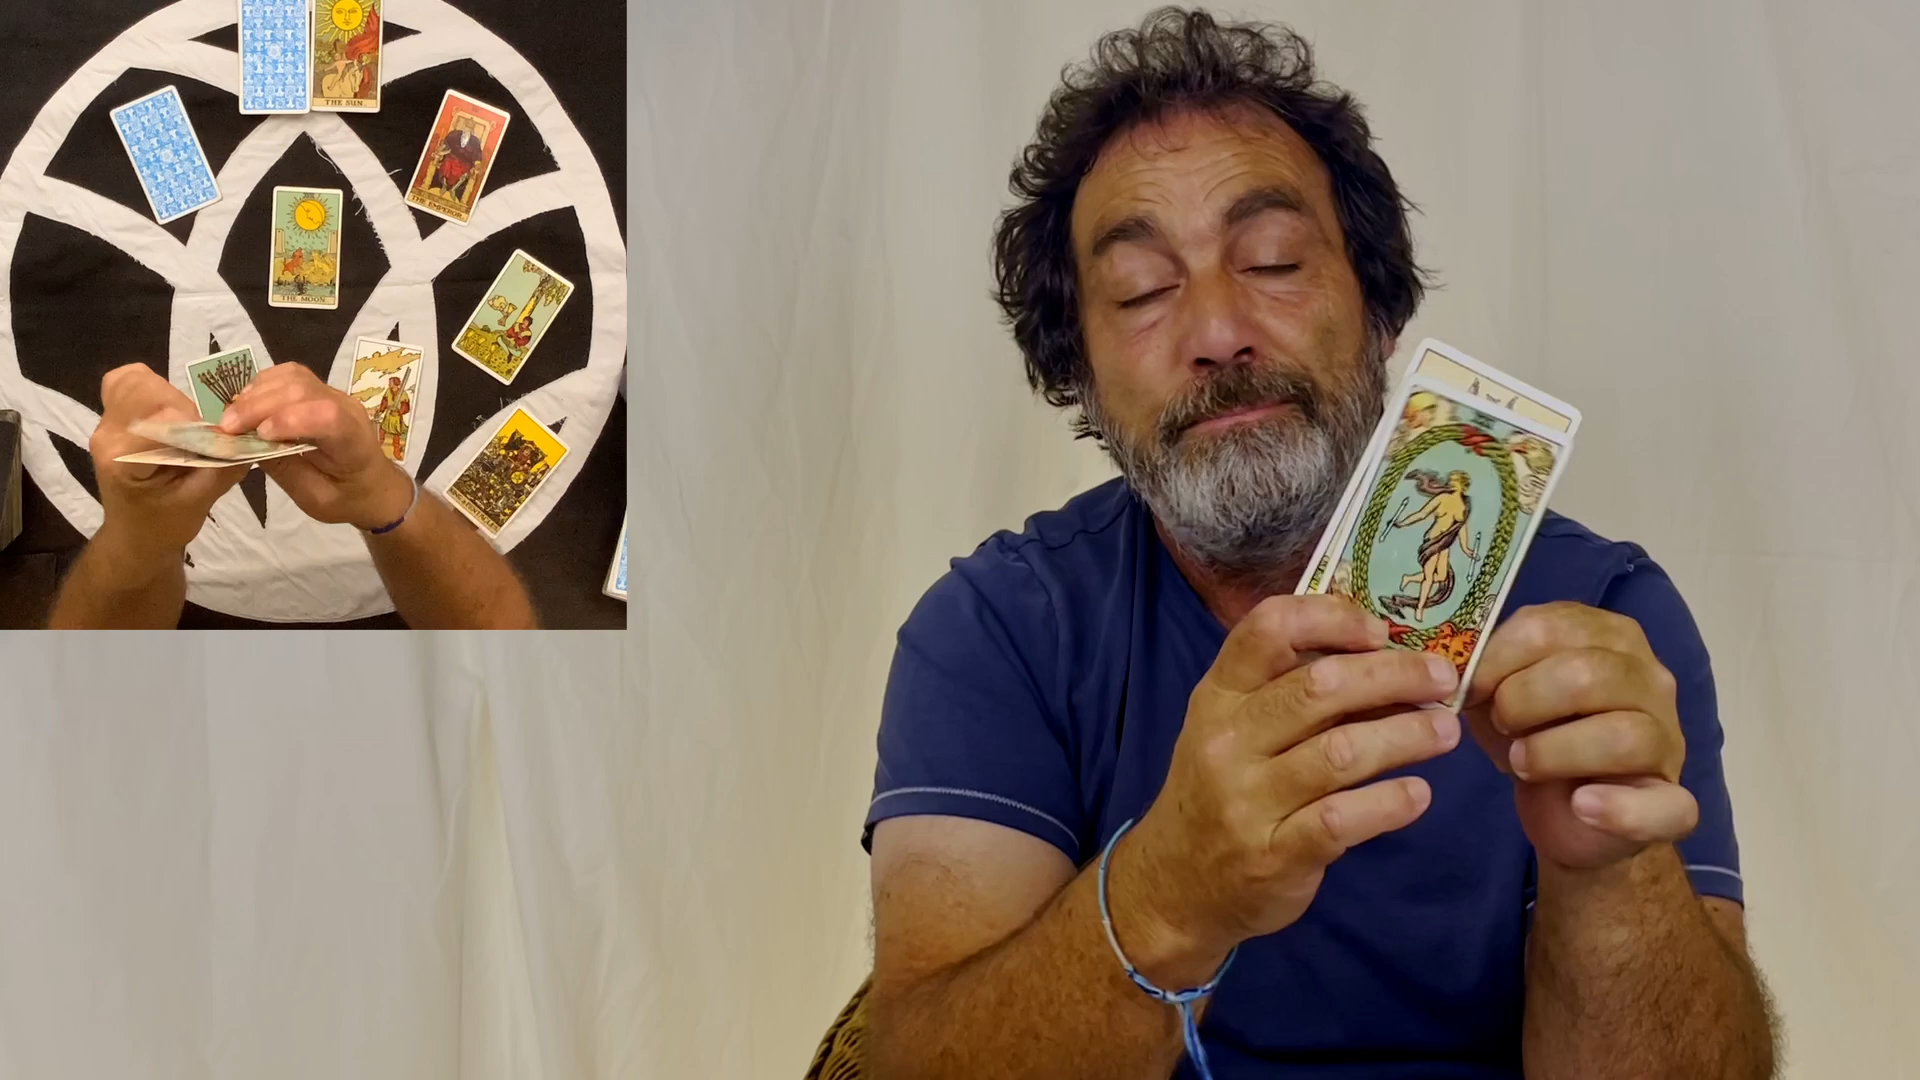 THE SUN.
THE EMPEROR.
THE MOON.